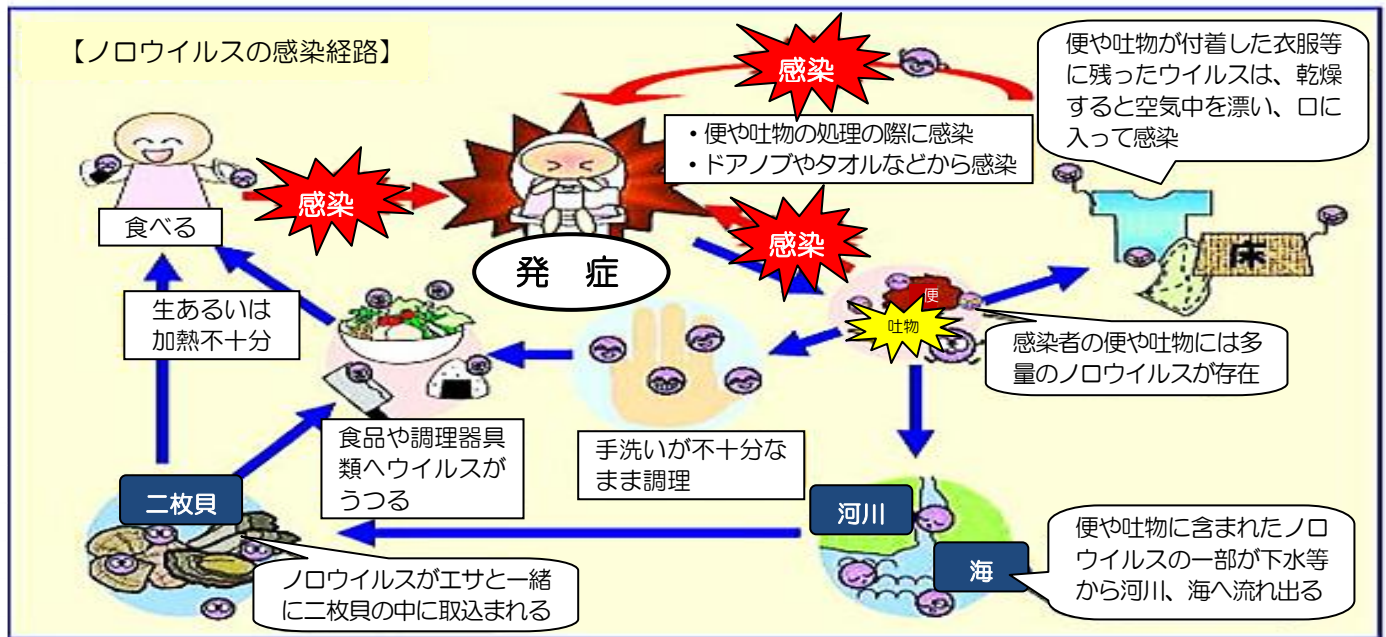 【ノロウイルスの感染経路】
感染
便や吐物が付着した衣服等
に残ったウイルスは、乾燥
すると空気中を漂い、口に
入って感染
・便や吐物の処理の際に感染
・ドアノブやタオルなどから感染
食べる
感染
発 症
感染
床
便
吐物
感染者の便や吐物には多
量のノロウイルスが存在
生あるいは
加熱不十分
食品や調理器具
類へウイルスが
うつる
手洗いが不十分な
まま調理
二枚貝
ノロウイルスがエサと一緒
に二枚貝の中に取込まれる
河川
海
便や吐物に含まれたノロ
ウイルスの一部が下水等
から河川、海へ流れ出る